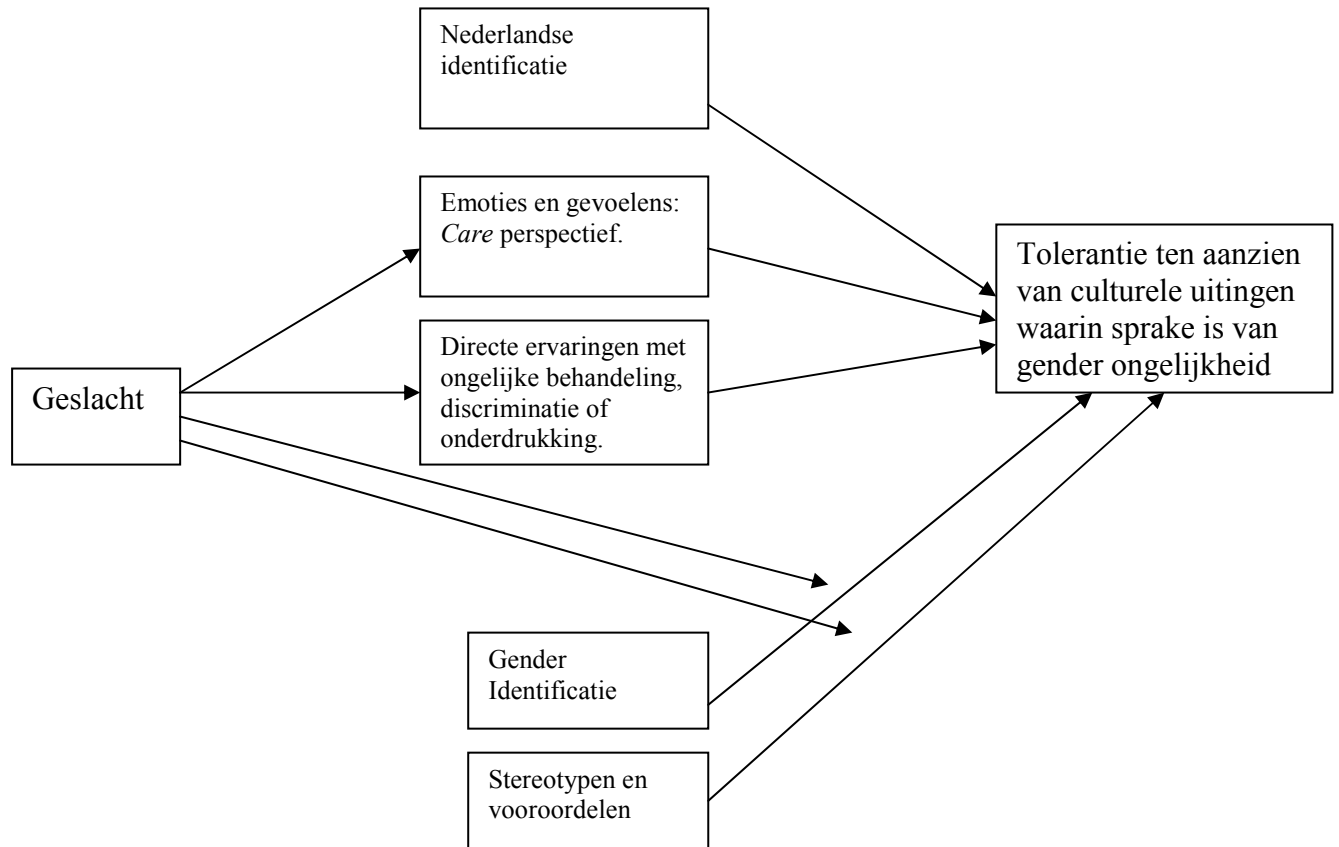 Nederlandse
identificatie
Emoties en gevoelens:
Care perspectief.
Tolerantie ten aanzien
van culturele uitingen
waarin sprake is van
gender ongelijkheid
Directe ervaringen met
ongelijke behandeling,
discriminatie of
onderdrukking.
Geslacht
Gender
Identificatie
Stereotypen en
vooroordelen